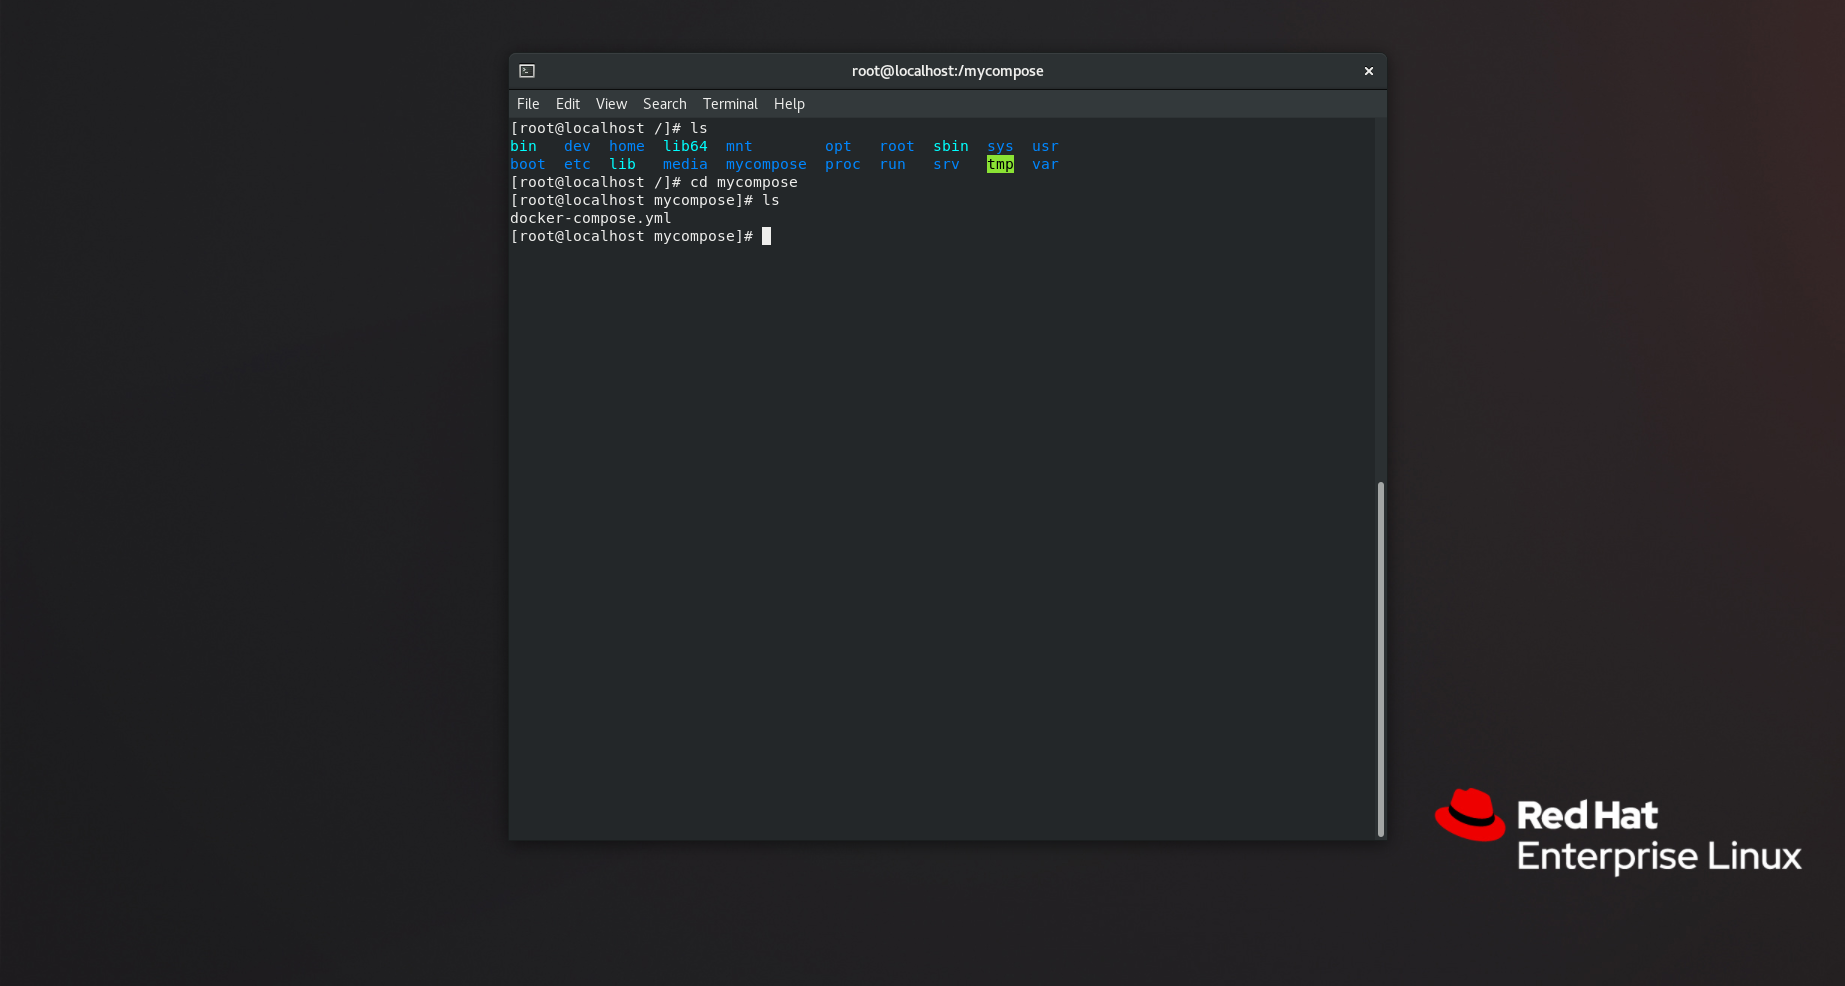 root@localhost:/mycompose
File Edit View Search Terminal Help
[root@localhost /]# ls
bin dev home lib64 mnt opt root sbin sys usr
boot etc lib media mycompose proc run srv tmp var
[root@localhost /]# cd mycompose
[root@localhost mycompose]# ls
docker-compose.yml
[root@localhost mycompose]#
Red Hat
Enterprise Linux